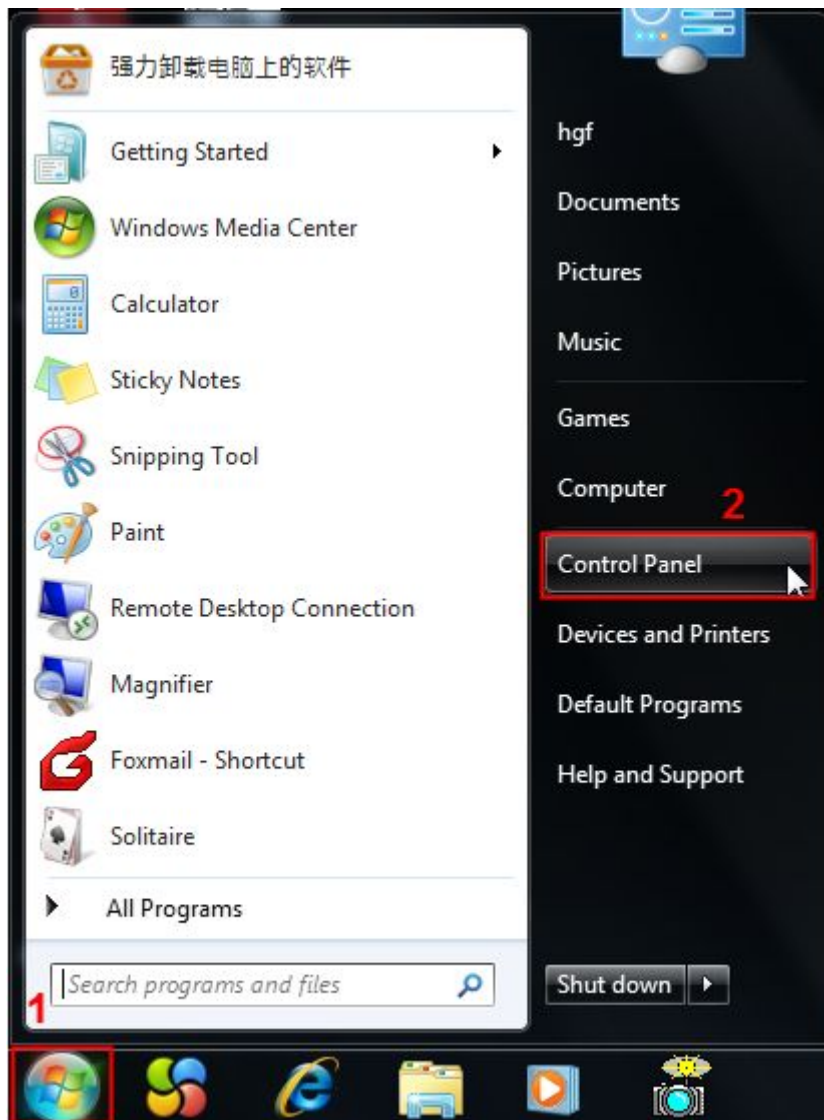 强力卸载电脑上的软件
Getting Started
Windows Media Center
Calculator
Sticky Notes
Snipping Tool
Paint
Remote Desktop Connection
Magnifier
Foxmail - Shortcut
Solitaire
All Programs
Search programs and files
1
hgf
Documents
Pictures
Music
Games
Computer
2
Control Panel
Devices and Printers
Default Programs
Help and Support
Shut down